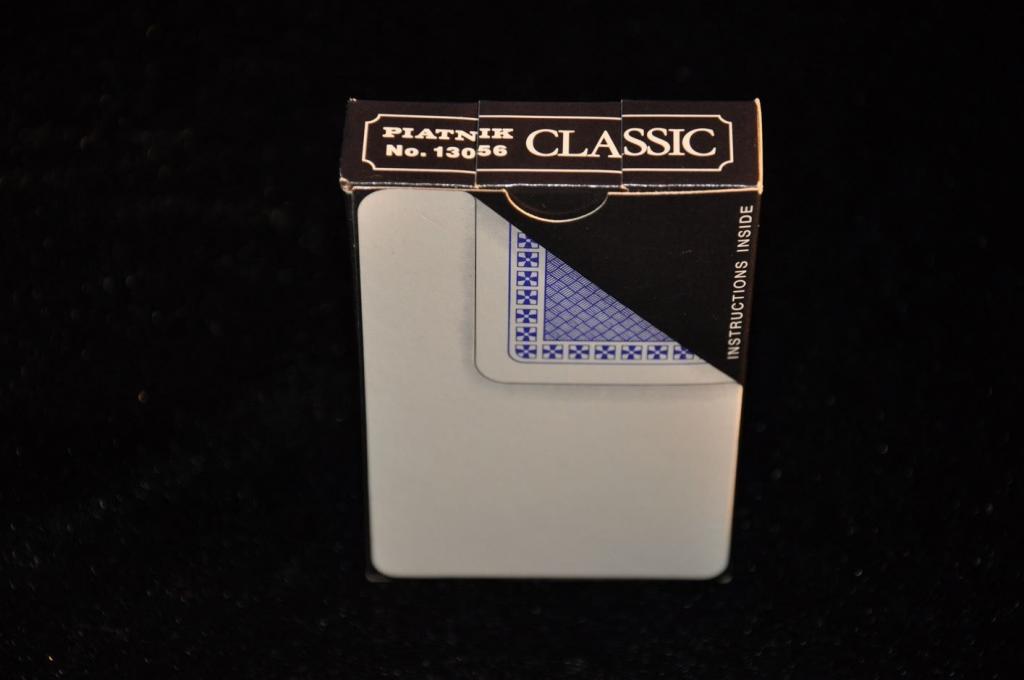 PIATNIK
No. 13056
CLASSIC
INSTRUCTIONS INSIDE